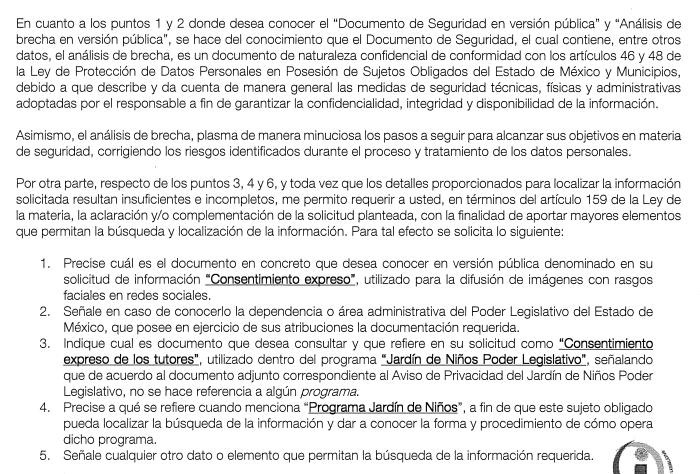 En cuanto a los puntos 1 y 2 donde desea conocer el “Documento de Seguridad en versión pública” y “Análisis de
brecha en versión pública”, se hace del conocimiento que el Documento de Seguridad, el cual contiene, entre otros
datos, el análisis de brecha, es un documento de naturaleza confidencial de conformidad con los artículos 46 y 48 de
la Ley de Protección de Datos Personales en Posesión de Sujetos Obligados del Estado de México y Municipios,
debido a que describe y da cuenta de manera general las medidas de seguridad técnicas, físicas y administrativas
adoptadas por el responsable a fin de garantizar la confidencialidad, integridad y disponibilidad de la información.
Asimismo, el análisis de brecha, plasma de manera minuciosa los pasos a seguir para alcanzar sus objetivos en materia
de seguridad, corrigiendo los riesgos identificados durante el proceso y tratamiento de los datos personales.
Por otra parte, respecto de los puntos 3, 4 y 6, y toda vez que los detalles proporcionados para localizar la información
solicitada resultan insuficientes e incompletos, me permito requerir a usted, en términos del artículo 159 de la Ley de
la materia, la aclaración y/o complementación de la solicitud planteada, con la finalidad de aportar mayores elementos
que permitan la búsqueda y localización de la información. Para tal efecto se solicita lo siguiente:
1. Precise cuál es el documento en concreto que desea conocer en versión pública denominado en su
solicitud de información “Consentimiento expreso”, utilizado para la difusión de imágenes con rasgos
faciales en redes sociales.
2. Señale en caso de conocerlo la dependencia o área administrativa del Poder Legislativo del Estado de
México, que posee en ejercicio de sus atribuciones la documentación requerida.
3. Indique cual es documento que desea consultar y que refiere en su solicitud como “Consentimiento
expreso de los tutores”, utilizado dentro del programa “Jardín de Niños Poder Legislativo”, señalando
que de acuerdo al documento adjunto correspondiente al Aviso de Privacidad del Jardín de Niños Poder
Legislativo, no se hace referencia a algún programa.
4. Precise a qué se refiere cuando menciona “Programa Jardín de Niños”, a fin de que este sujeto obligado
pueda localizar la búsqueda de la información y dar a conocer la forma y procedimiento de cómo opera
dicho programa.
5. Señale cualquier otro dato o elemento que permitan la búsqueda de la información requerida.